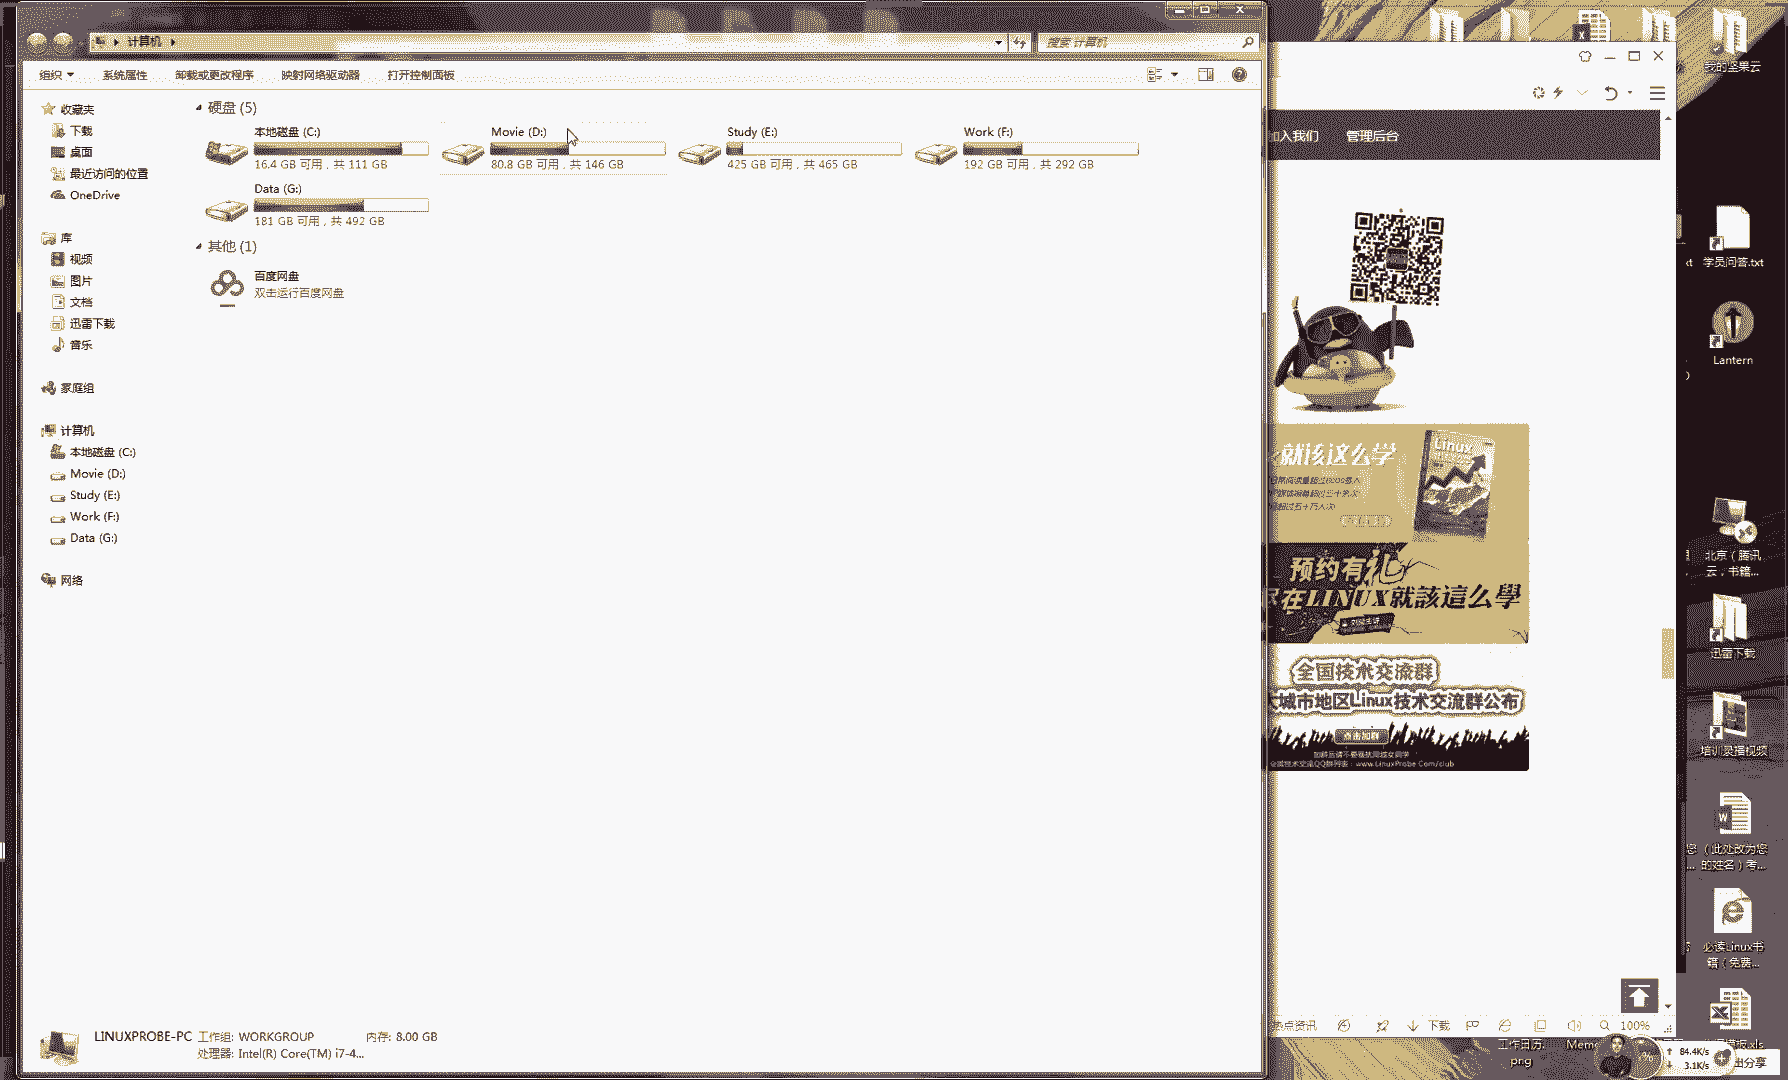 计算机
搜索 计算机
组织 系统属性 卸载或更改程序 映射网络驱动器 打开控制面板
收藏夹
下载
桌面
最近访问的位置
OneDrive
库
视频
图片
文档
迅雷下载
音乐
家庭组
计算机
本地磁盘 (C:)
Movie (D:)
Study (E:)
Work (F:)
Data (G:)
网络
硬盘 (5)
本地磁盘 (C:)
16.4 GB 可用，共 111 GB
Movie (D:)
80.8 GB 可用，共 146 GB
Study (E:)
425 GB 可用，共 465 GB
Work (F:)
192 GB 可用，共 292 GB
Data (G:)
181 GB 可用，共 492 GB
其他 (1)
百度网盘
双击运行百度网盘
LINUXPROBE-PC 工作组: WORKGROUP 内存: 8.00 GB
处理器: Intel(R) Core(TM) i7-4...
加入我们 管理后台
就该这么学
Linux
预约有礼
尽在LINUX就該這么學
全国技术交流群
大城市地区Linux技术交流群公布
点击加群
www.LinuxProbe.Com/club
热点资讯 下载 100%
我的坚果云
xt 学员问答.txt
Lantern
北京（腾讯
云，书籍...
迅雷下载
培训录播视频
（此处改为您
的姓名）考...
必读Linux书
籍（免费...
工作日历.
png
Mem
模板.xls
84.4K/s
3.1K/s
出分享